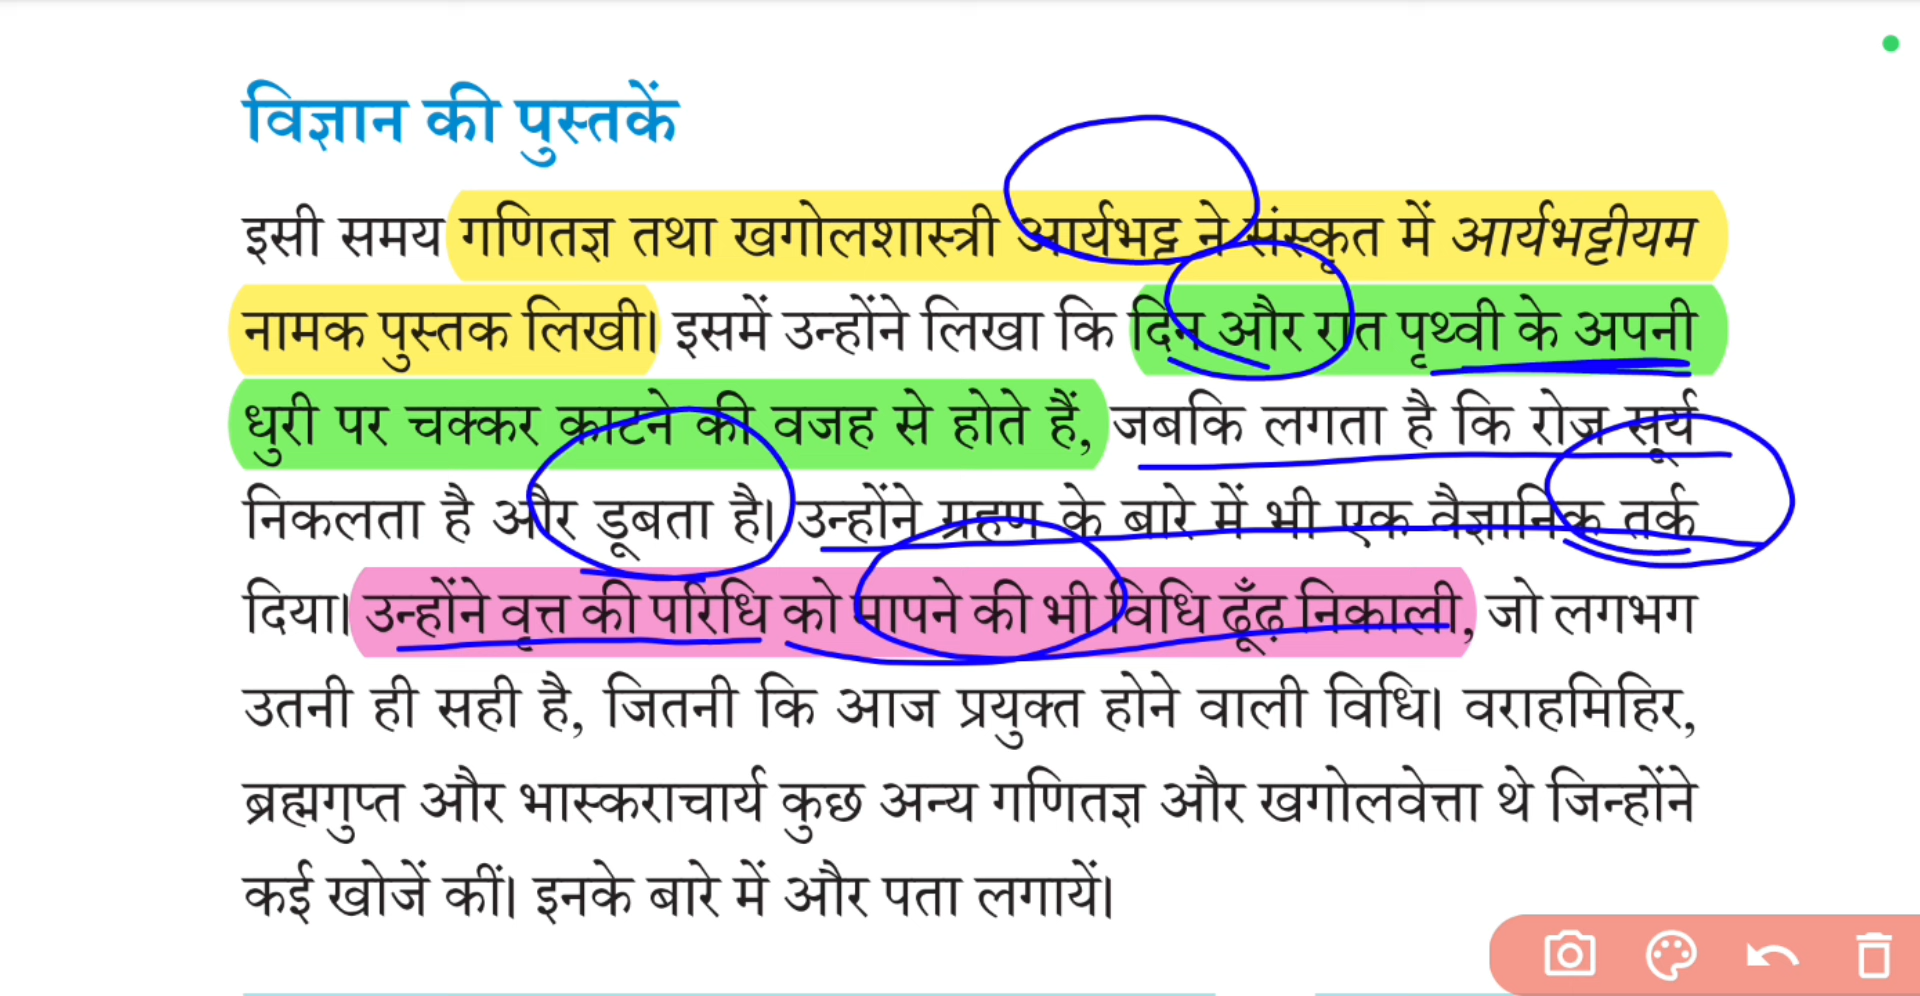 विज्ञान की पुस्तकें
इसी समय गणितज्ञ तथा खगोलशास्त्री आर्यभट्ट ने संस्कृत में आर्यभट्टीयम
नामक पुस्तक लिखी। इसमें उन्होंने लिखा कि दिन और रात पृथ्वी के अपनी
धुरी पर चक्कर काटने की वजह से होते हैं, जबकि लगता है कि रोज़ सूर्य
निकलता है और डूबता है। उन्होंने ग्रहण के बारे में भी एक वैज्ञानिक तर्क
दिया। उन्होंने वृत्त की परिधि को मापने की भी विधि ढूँढ़ निकाली, जो लगभग
उतनी ही सही है, जितनी कि आज प्रयुक्त होने वाली विधि। वराहमिहिर,
ब्रह्मगुप्त और भास्कराचार्य कुछ अन्य गणितज्ञ और खगोलवेत्ता थे जिन्होंने
कई खोजें कीं। इनके बारे में और पता लगायें।